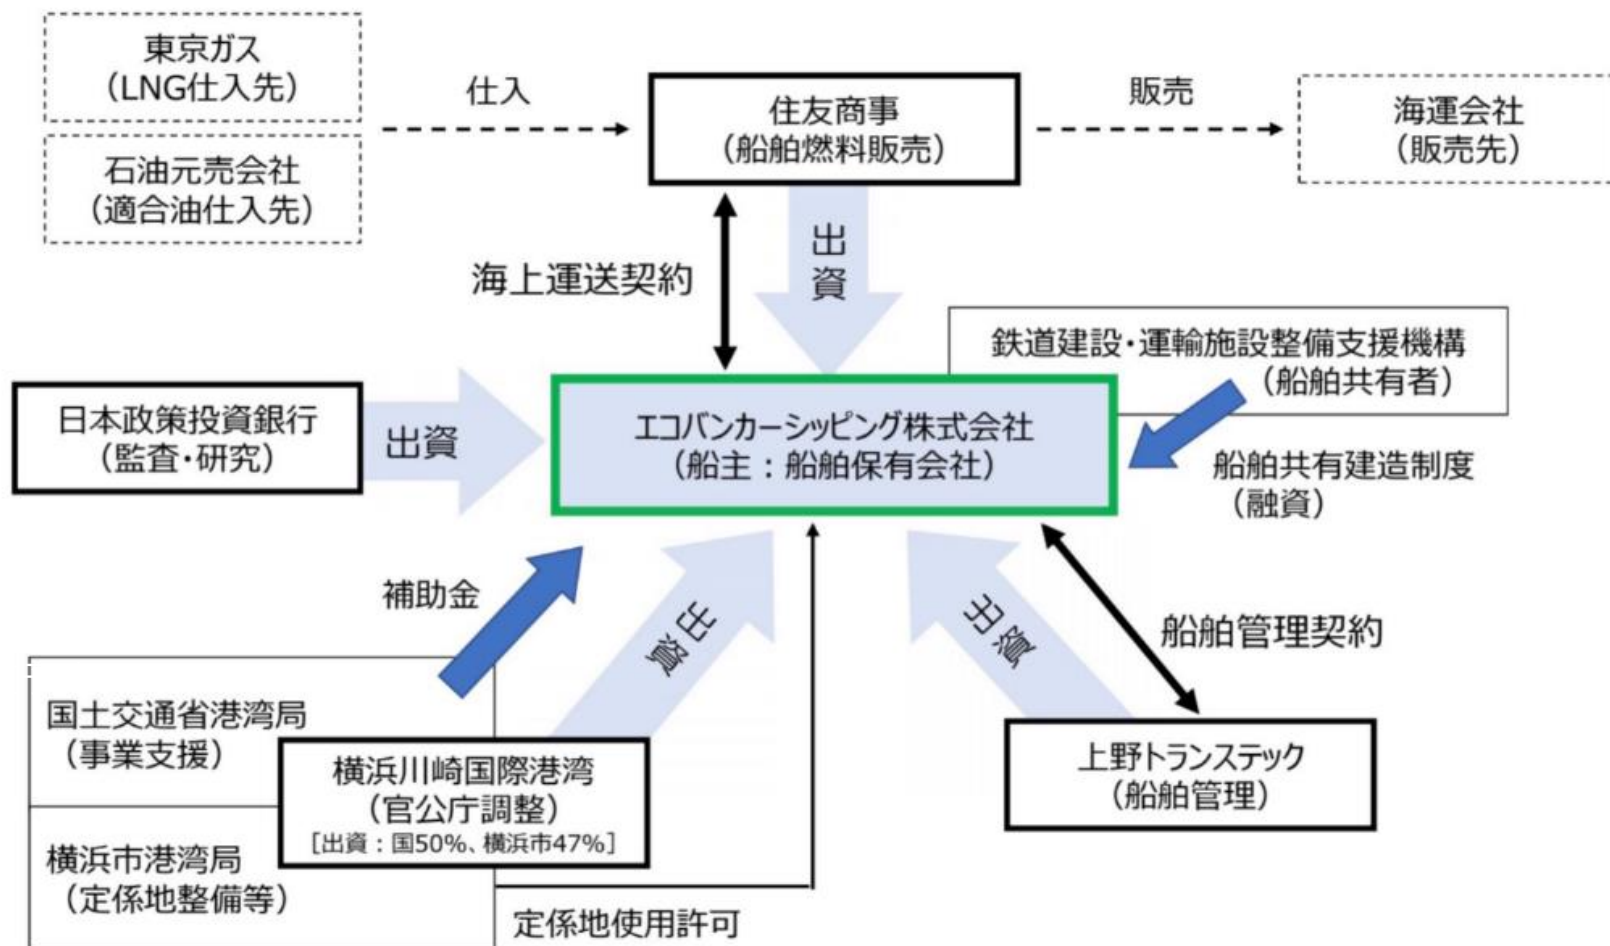 東京ガス
（LNG仕入先）
石油元売会社
（適合油仕入先）
仕入
住友商事
（船舶燃料販売）
販売
海運会社
（販売先）
海上運送契約
出
資
鉄道建設・運輸施設整備支援機構
（船舶共有者）
日本政策投資銀行
（監査・研究）
出資
エコバンカーシッピング株式会社
（船主：船舶保有会社）
船舶共有建造制度
（融資）
補助金
出資
出資
船舶管理契約
国土交通省港湾局
（事業支援）
横浜川崎国際港湾
（官公庁調整）
［出資：国50%、横浜市47%］
上野トランステック
（船舶管理）
横浜市港湾局
（定係地整備等）
定係地使用許可